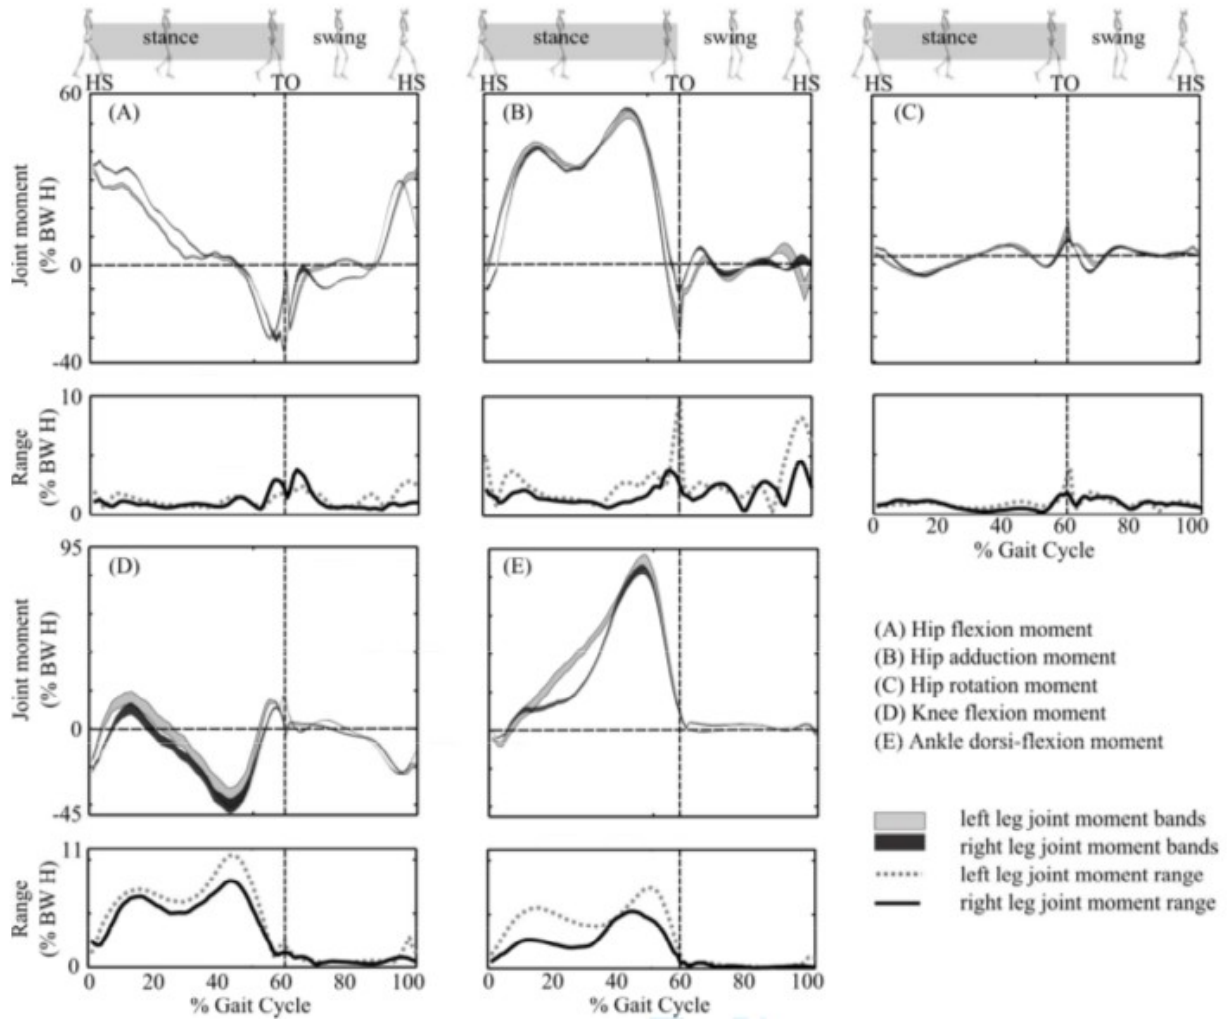 stance swing stance swing stance swing
HS TO HS HS TO HS HS TO HS
60 (A) (B) (C)
Joint moment
(% BW H)
0
-40
10
Range
(% BW H)
0
0 20 40 60 80 100
% Gait Cycle
95 (D) (E)
Joint moment
(% BW H)
0
-45
(A) Hip flexion moment
(B) Hip adduction moment
(C) Hip rotation moment
(D) Knee flexion moment
(E) Ankle dorsi-flexion moment
left leg joint moment bands
right leg joint moment bands
left leg joint moment range
right leg joint moment range
11
Range
(% BW H)
0
0 20 40 60 80 100 0 20 40 60 80 100
% Gait Cycle % Gait Cycle